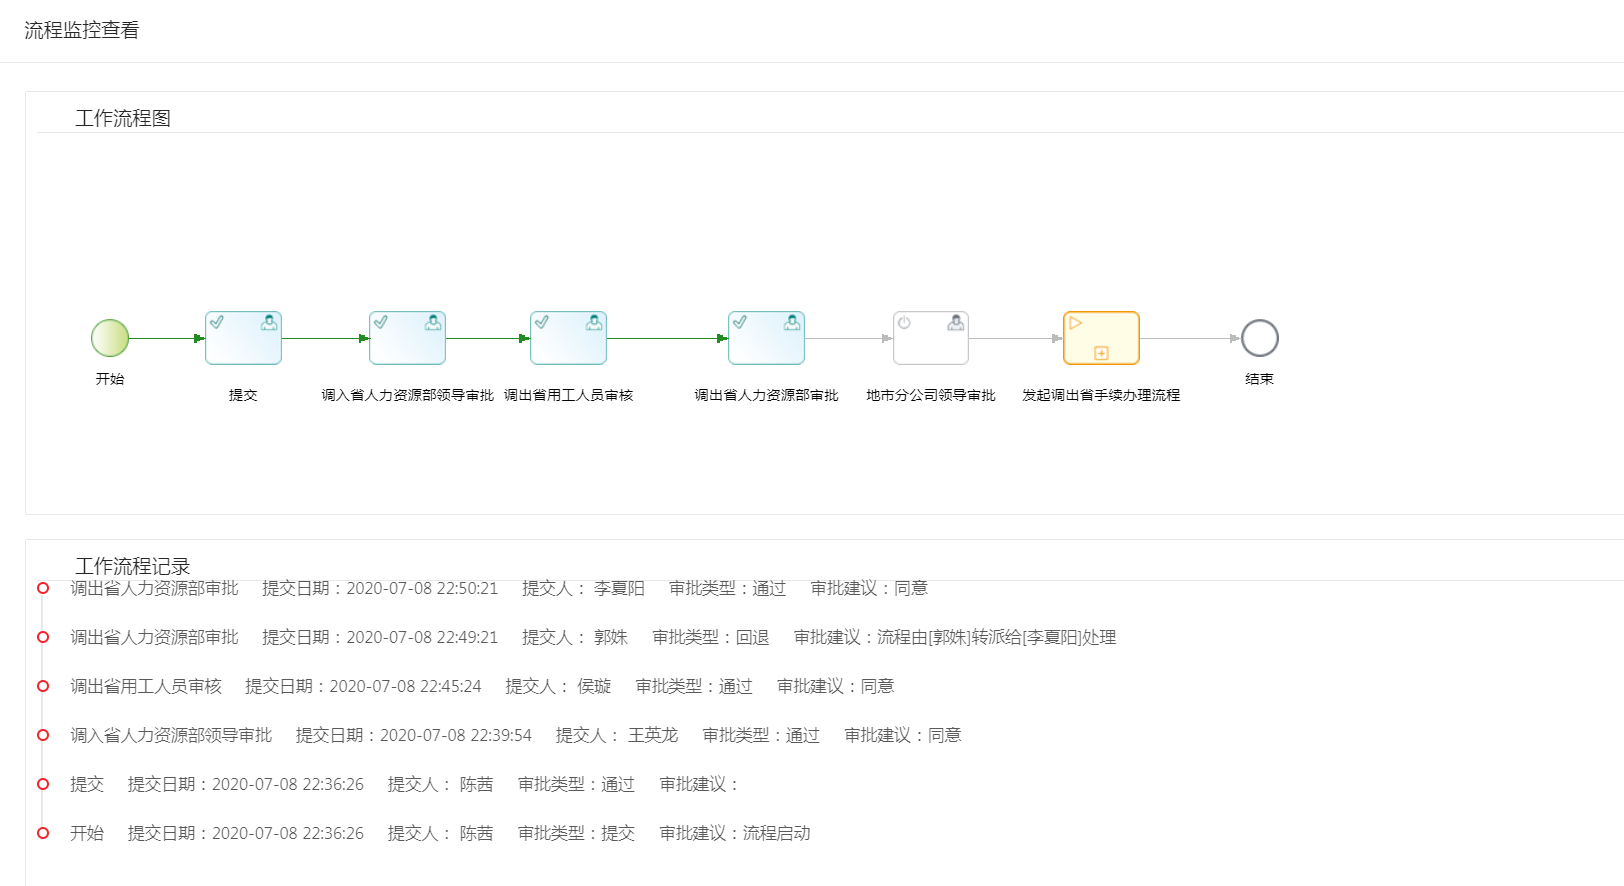 流程监控查看
工作流程图
开始
提交
调入省人力资源部领导审批
调出省用工人员审核
调出省人力资源部审批
地市分公司领导审批
发起调出省手续办理流程
结束
工作流程记录
调出省人力资源部审批 提交日期：2020-07-08 22:50:21 提交人： 李夏阳 审批类型：通过 审批建议：同意
调出省人力资源部审批 提交日期：2020-07-08 22:49:21 提交人： 郭姝 审批类型：回退 审批建议：流程由[郭姝]转派给[李夏阳]处理
调出省用工人员审核 提交日期：2020-07-08 22:45:24 提交人： 侯璇 审批类型：通过 审批建议：同意
调入省人力资源部领导审批 提交日期：2020-07-08 22:39:54 提交人： 王英龙 审批类型：通过 审批建议：同意
提交 提交日期：2020-07-08 22:36:26 提交人： 陈茜 审批类型：通过 审批建议：
开始 提交日期：2020-07-08 22:36:26 提交人： 陈茜 审批类型：提交 审批建议：流程启动